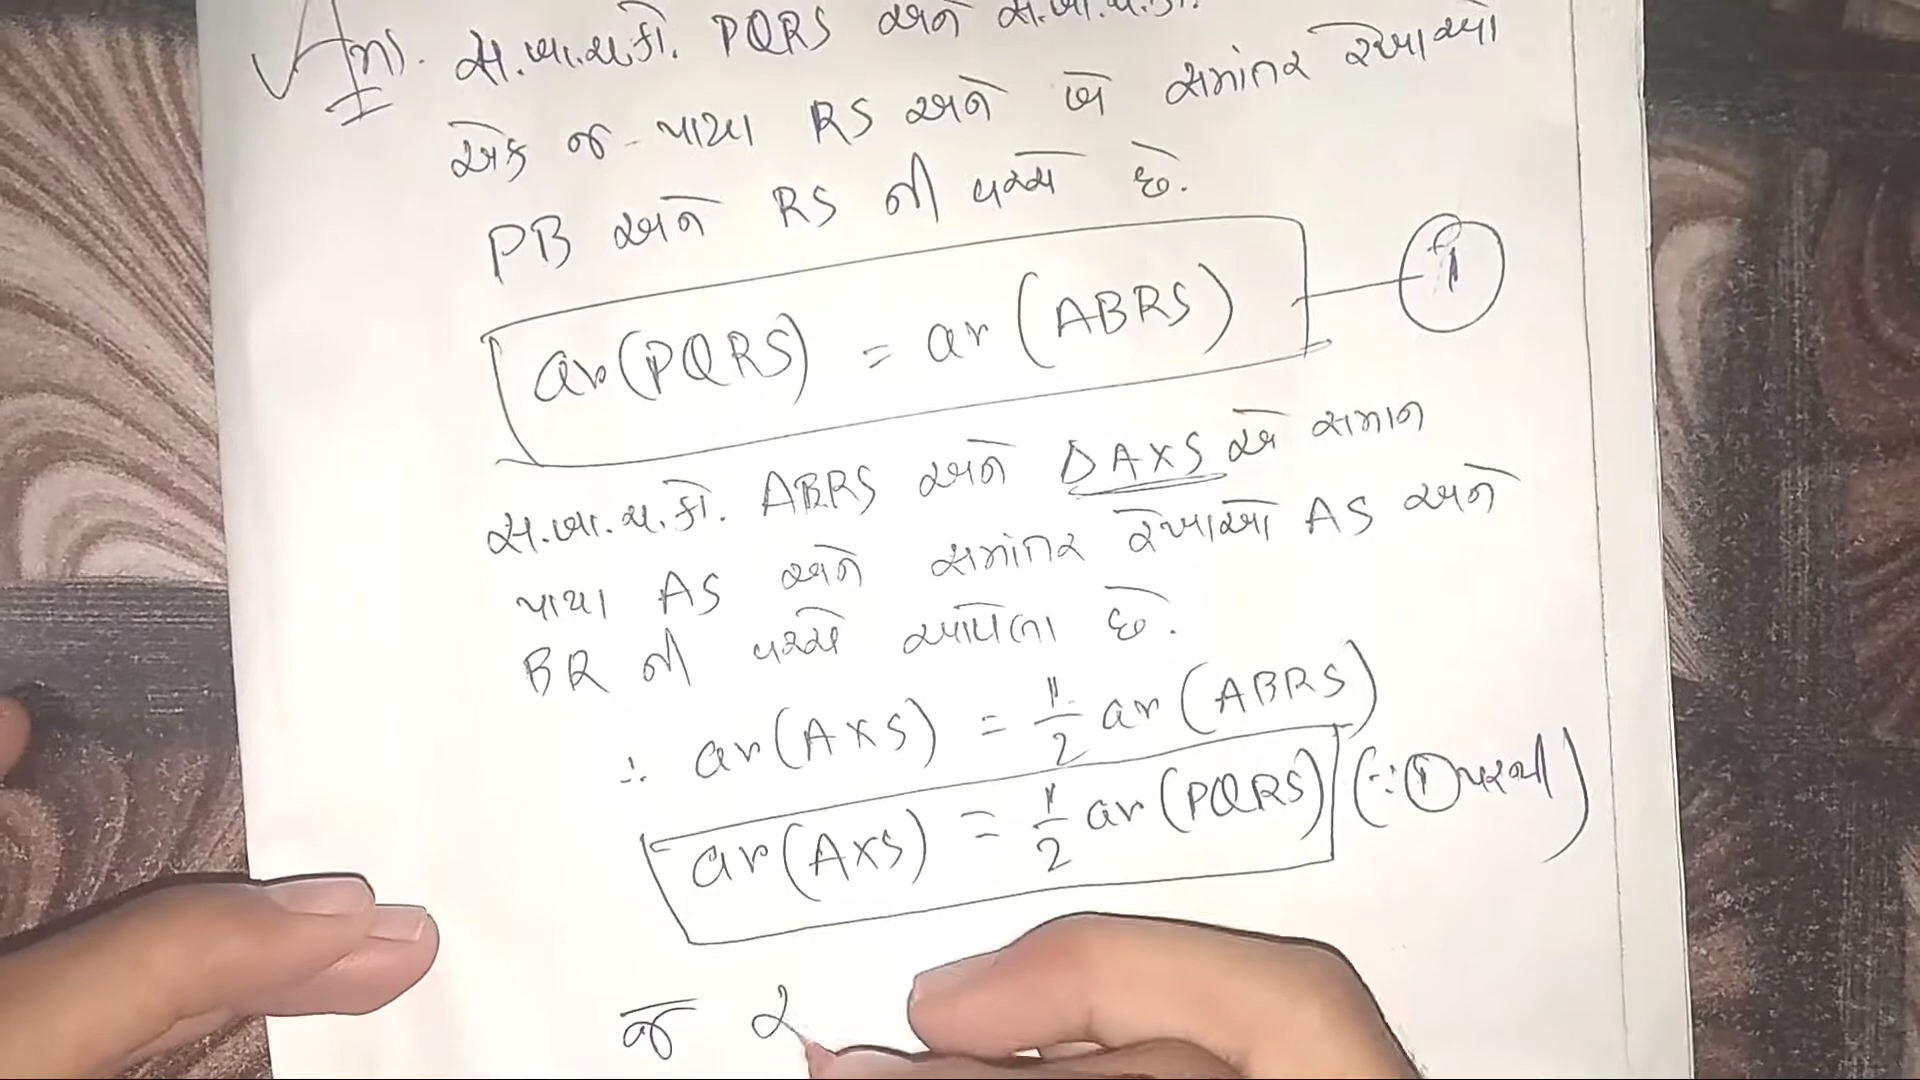 Ans. સ.બા.ચ.કો. PQRS અને સ.બા.ચ.કો.
એક જ પાયા RS અને બે સમાંતર રેખાઓ
PB અને RS ની વચ્ચે છે.
ar(PQRS) = ar(ABRS) — ①
સ.બા.ચ.કો. ABRS અને ΔAXS એ સમાન
પાયા AS અને સમાંતર રેખાઓ AS અને
BR ની વચ્ચે આવેલા છે.
∴ ar(AXS) = 1/2 ar(ABRS)
ar(AXS) = 1/2 ar(PQRS) (∵ ① પરથી)
જે